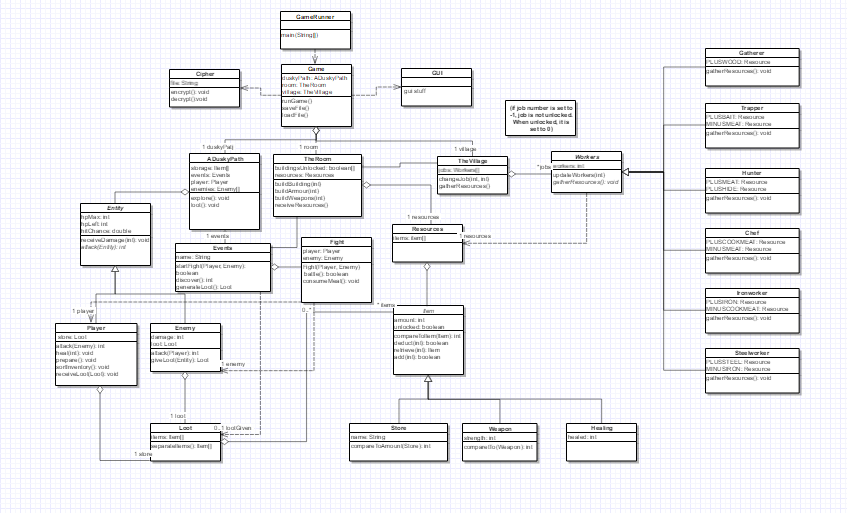 GameRunner
main(String[])
Cipher
file: String
encrypt(): void
decrypt():void
Game
duskyPath: ADuskyPath
room: TheRoom
village: TheVillage
runGame()
saveFile()
loadFile()
GUI
gui stuff
(if job number is set to
-1, job is not unlocked.
When unlocked, it is
set to 0)
1 duskyPath
1 room
1 village
ADuskyPath
storage: Item[]
events: Events
player: Player
enemies: Enemy[]
explore(): void
loot(): void
TheRoom
buildingsUnlocked: boolean[]
resources: Resources
buildBuilding(int)
buildArmour(int)
buildWeapons(int)
receiveResources()
TheVillage
jobs: Workers[]
changeJob(int, int)
gatherResources()
*jobs
Workers
workers: int
updateWorkers(int)
gatherResources(): void
Gatherer
PLUSWOOD: Resource
gatherResources(): void
Trapper
PLUSBAIT: Resource
MINUSMEAT: Resource
gatherResources(): void
Hunter
PLUSMEAT: Resource
PLUSHIDE: Resource
gatherResources(): void
Chef
PLUSCOOKMEAT: Resource
MINUSMEAT: Resource
gatherResources(): void
Ironworker
PLUSIRON: Resource
MINUSCOOKMEAT: Resource
gatherResources(): void
Steelworker
PLUSSTEEL: Resource
MINUSIRON: Resource
gatherResources(): void
Entity
hpMax: int
hpLeft: int
hitChance: double
receiveDamage(int): void
attack(Entity): int
1 events
Events
name: String
startFight(Player, Enemy):
boolean
discover(): int
generateLoot(): Loot
Fight
player: Player
enemy: Enemy
Fight(Player, Enemy)
battle(): boolean
consumeMeal(): void
1 resources
Resources
items: Item[]
1 resources
1 player
Player
store: Loot
attack(Enemy): int
heal(int): void
prepare(): void
sortInventory(): void
receiveLoot(Loot): void
Enemy
damage: int
loot: Loot
attack(Player): int
giveLoot(Entity): Loot
1 enemy
0..*
*items
Item
amount: int
unlocked: boolean
compareTo(Item(int): int
deduct(int): boolean
retrieve(int): Item
add(int): boolean
1 loot
Loot
items: Item[]
separateItems(): Item[]
0..1 lootGiven
1 store
Store
name: String
compareToAmount(Store): int
Weapon
strength: int
compareTo(Weapon): int
Healing
healed: int